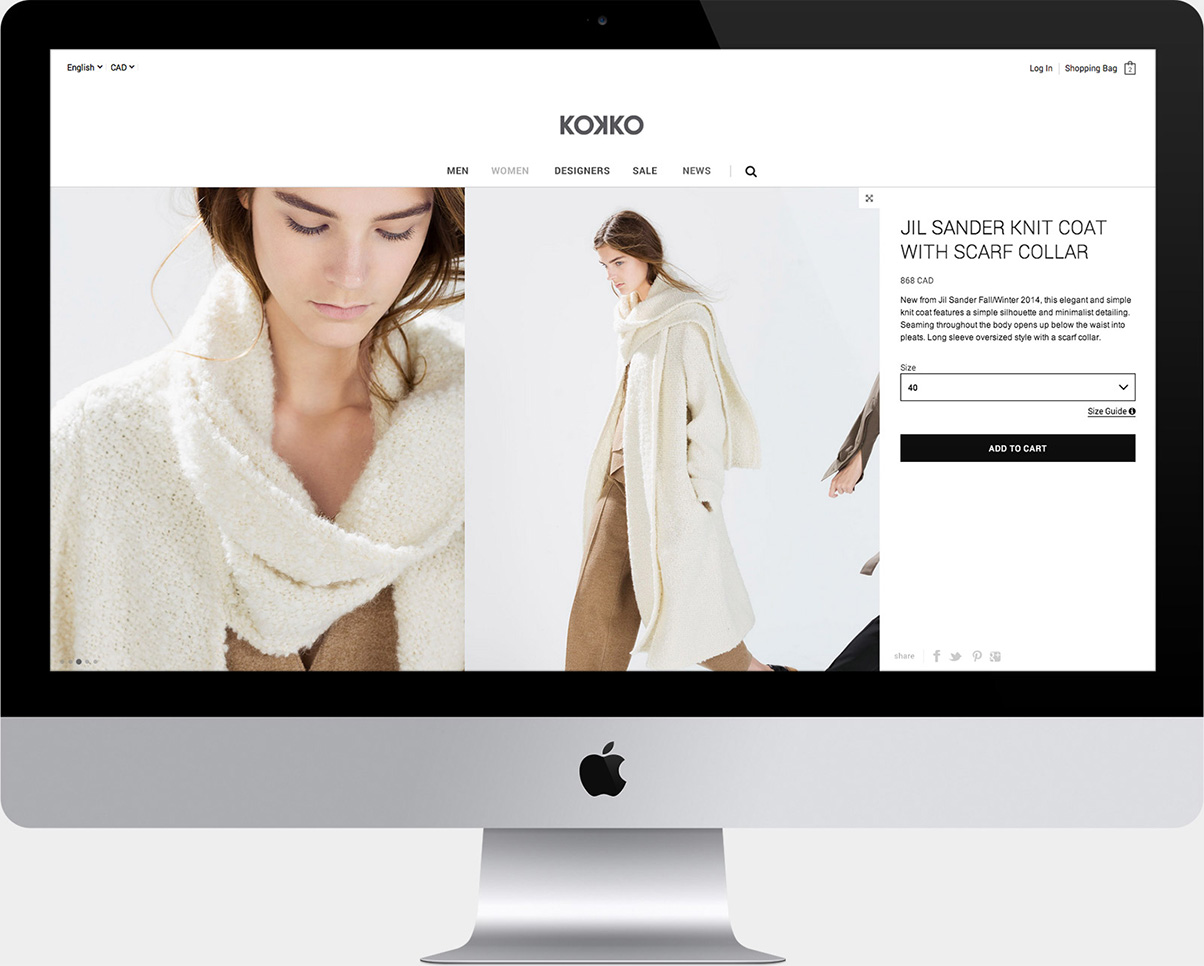 English CAD
Log In Shopping Bag 2
KOKKO
MEN WOMEN DESIGNERS SALE NEWS
JIL SANDER KNIT COAT
WITH SCARF COLLAR
868 CAD
New from Jil Sander Fall/Winter 2014, this elegant and simple
knit coat features a simple silhouette and minimalist detailing.
Seaming throughout the body opens up below the waist into
pleats. Long sleeve oversized style with a scarf collar.
Size
40
Size Guide
ADD TO CART
share